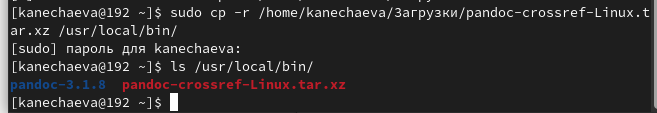 [kanechaeva@192 ~]$ sudo cp -r /home/kanechaeva/Загрузки/pandoc-crossref-Linux.t
ar.xz /usr/local/bin/
[sudo] пароль для kanechaeva:
[kanechaeva@192 ~]$ ls /usr/local/bin/
pandoc-3.1.8  pandoc-crossref-Linux.tar.xz
[kanechaeva@192 ~]$